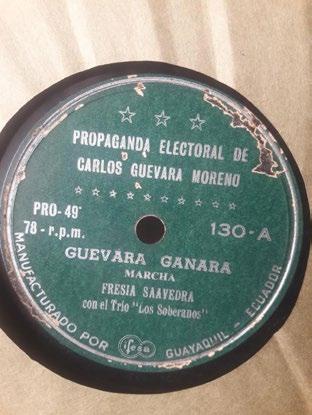 PROPAGANDA ELECTORAL DE
CARLOS GUEVARA MORENO
PRO-49
78-r.p.m.
130-A
GUEVARA GANARA
MARCHA
FRESIA SAAVEDRA
con el Trio "Los Soberanos"
MANUFACTURADO POR ifesa GUAYAQUIL - ECUADOR